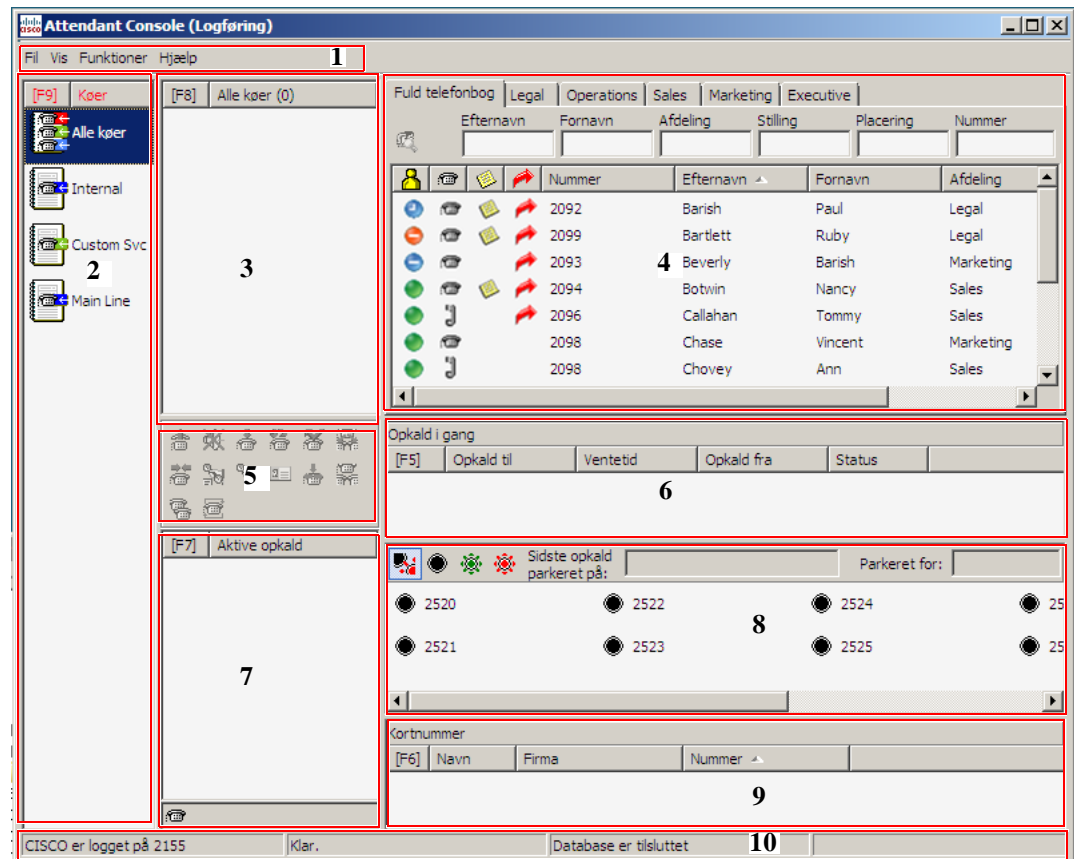 cisco Attendant Console (Logføring)
Fil Vis Funktioner Hjælp 1
[F9] Køer
Alle køer
Internal
Custom Svc
2
Main Line
[F8] Alle køer (0)
3
Fuld telefonbog Legal Operations Sales Marketing Executive
Efternavn Fornavn Afdeling Stilling Placering Nummer
Nummer Efternavn Fornavn Afdeling
2092 Barish Paul Legal
2099 Bartlett Ruby Legal
2093 4 Beverly Barish Marketing
2094 Botwin Nancy Sales
2096 Callahan Tommy Sales
2098 Chase Vincent Marketing
2098 Chovey Ann Sales
5
Opkald i gang
[F5] Opkald til Ventetid Opkald fra Status
6
[F7] Aktive opkald
7
Sidste opkald
parkeret på:
Parkeret for:
2520 2522 2524 25
8
2521 2523 2525 25
Kortnummer
[F6] Navn Firma Nummer
9
CISCO er logget på 2155 Klar. Database er tilsluttet 10